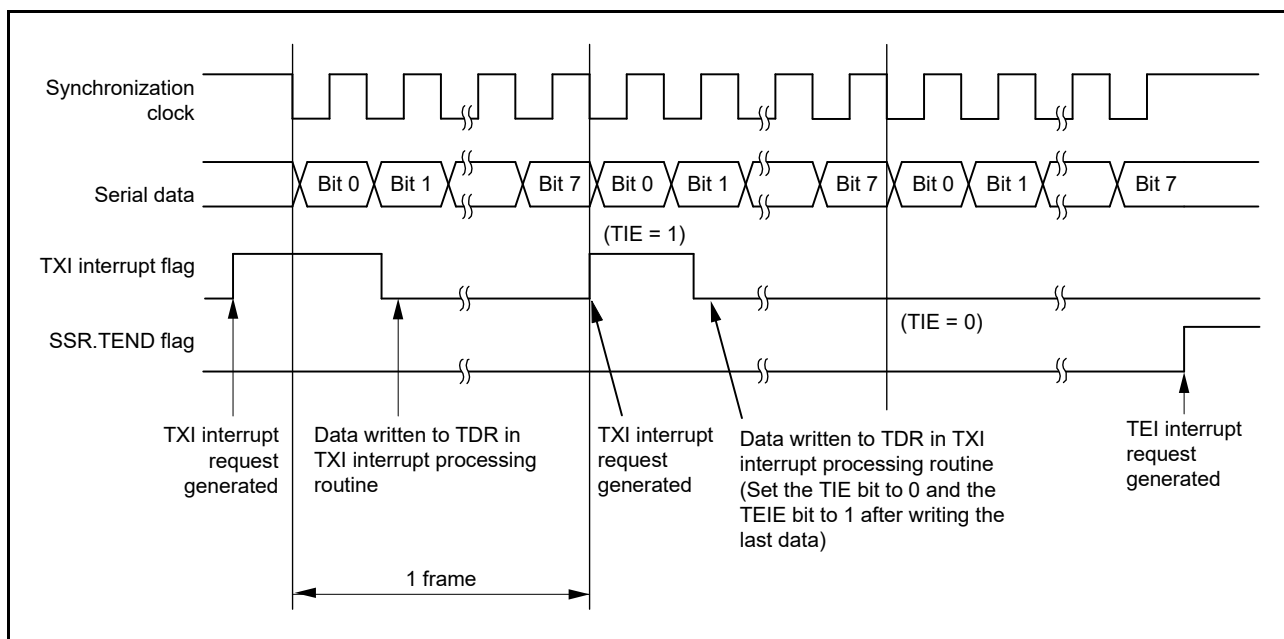 Synchronization
clock
Serial data
Bit 0 Bit 1 Bit 7 Bit 0 Bit 1 Bit 7 Bit 0 Bit 1 Bit 7
(TIE = 1)
TXI interrupt flag
(TIE = 0)
SSR.TEND flag
TXI interrupt
request
generated
Data written to TDR in
TXI interrupt processing
routine
TXI interrupt
request
generated
Data written to TDR in TXI
interrupt processing routine
(Set the TIE bit to 0 and the
TEIE bit to 1 after writing the
last data)
TEI interrupt
request
generated
1 frame